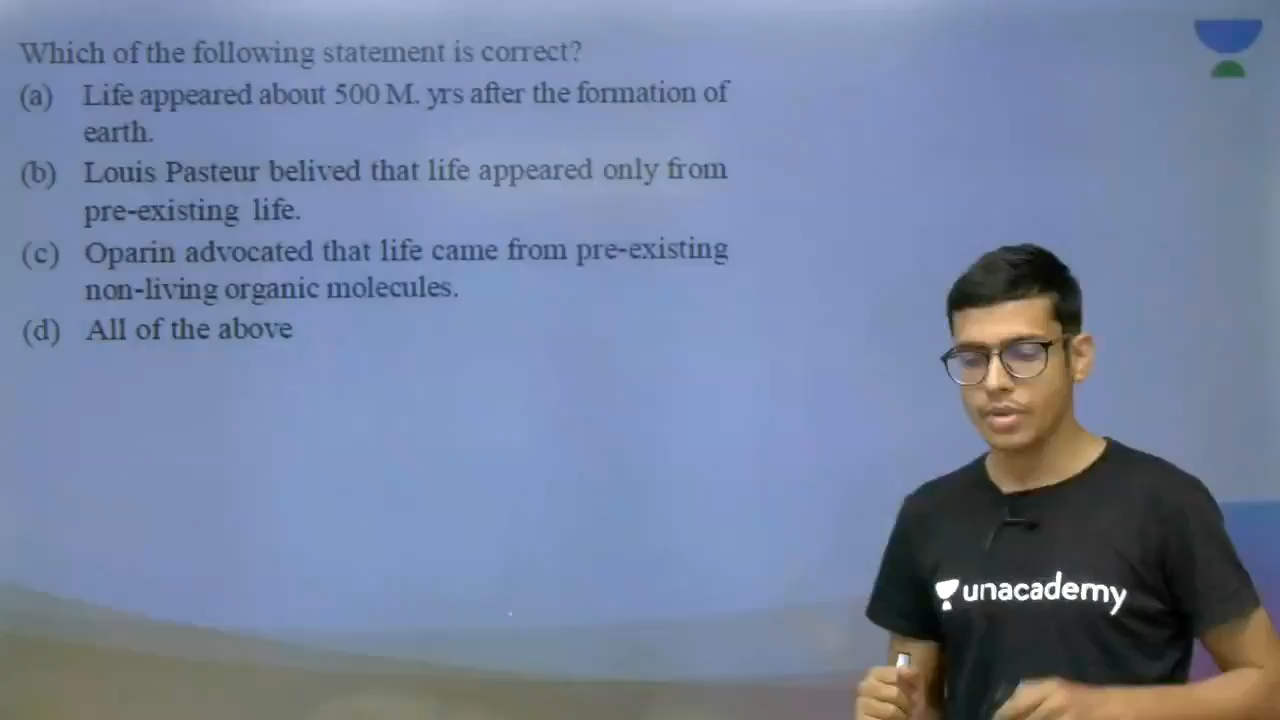 Which of the following statement is correct?
(a) Life appeared about 500 M. yrs after the formation of
earth.
(b) Louis Pasteur belived that life appeared only from
pre-existing life.
(c) Oparin advocated that life came from pre-existing
non-living organic molecules.
(d) All of the above
unacademy